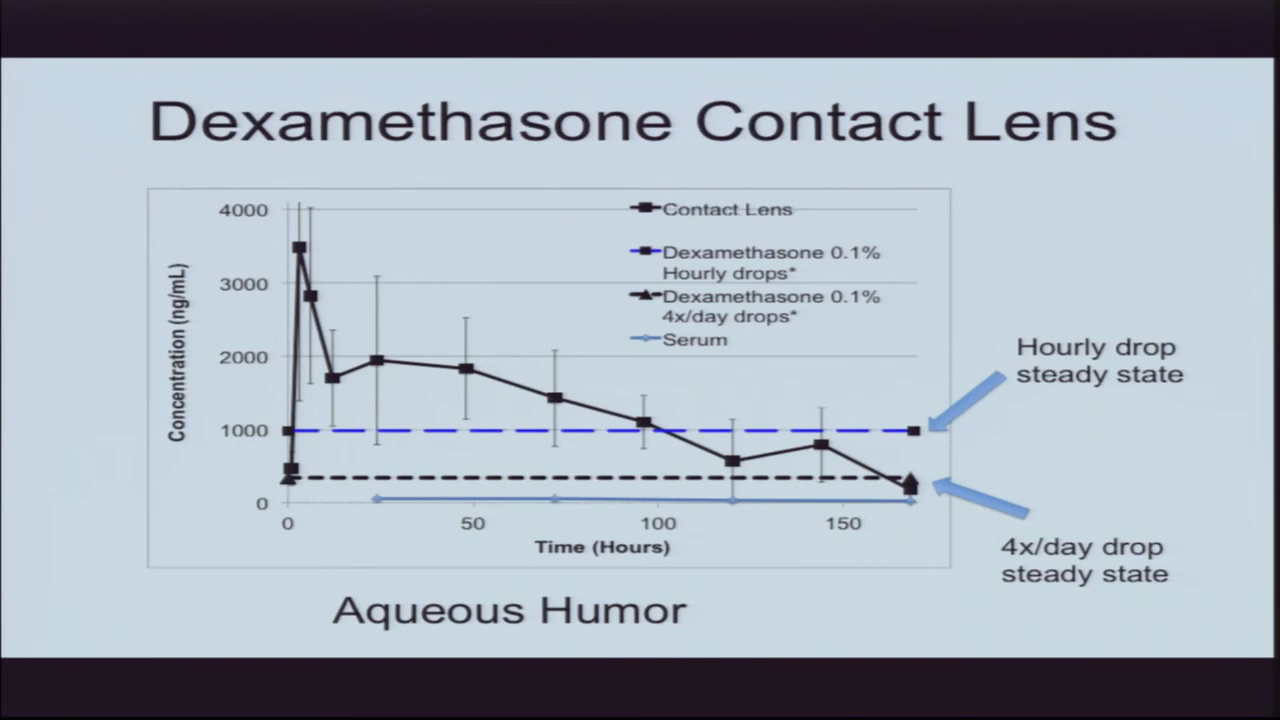 Dexamethasone Contact Lens
4000
3000
2000
1000
0
Concentration (ng/mL)
Contact Lens
Dexamethasone 0.1%
Hourly drops*
Dexamethasone 0.1%
4x/day drops*
Serum
0 50 100 150
Time (Hours)
Hourly drop
steady state
4x/day drop
steady state
Aqueous Humor